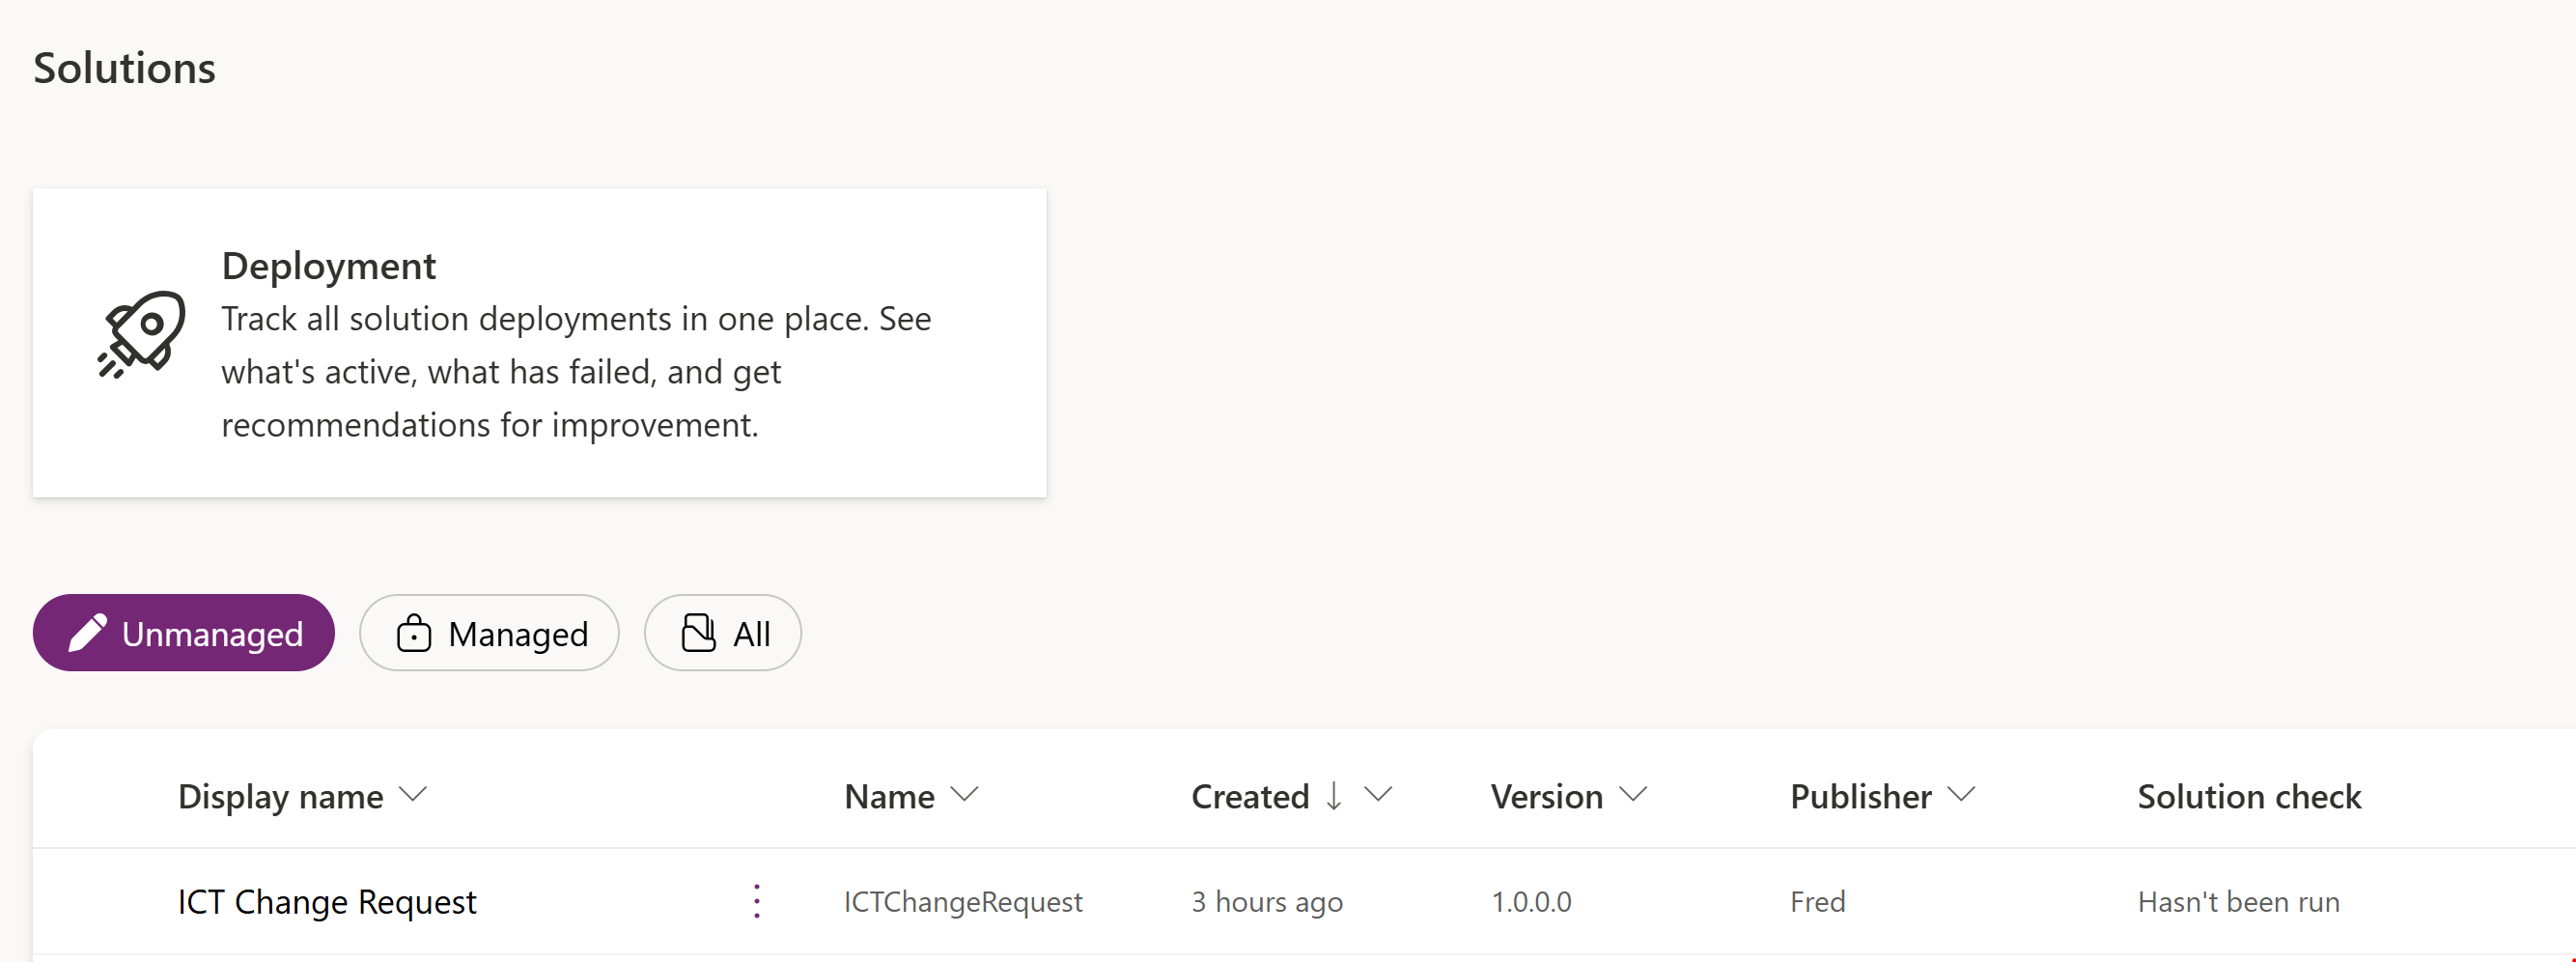 Solutions
Deployment
Track all solution deployments in one place. See
what's active, what has failed, and get
recommendations for improvement.
Unmanaged Managed All
Display name Name Created Version Publisher Solution check
ICT Change Request ICTChangeRequest 3 hours ago 1.0.0.0 Fred Hasn't been run